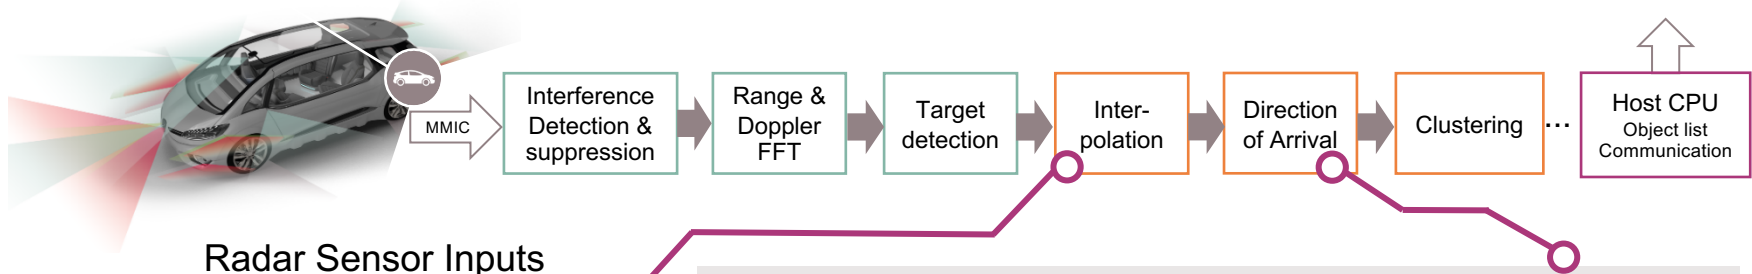 MMIC
Interference
Detection &
suppression
Range &
Doppler
FFT
Target
detection
Inter-
polation
Direction
of Arrival
Clustering
...
Host CPU
Object list
Communication
Radar Sensor Inputs